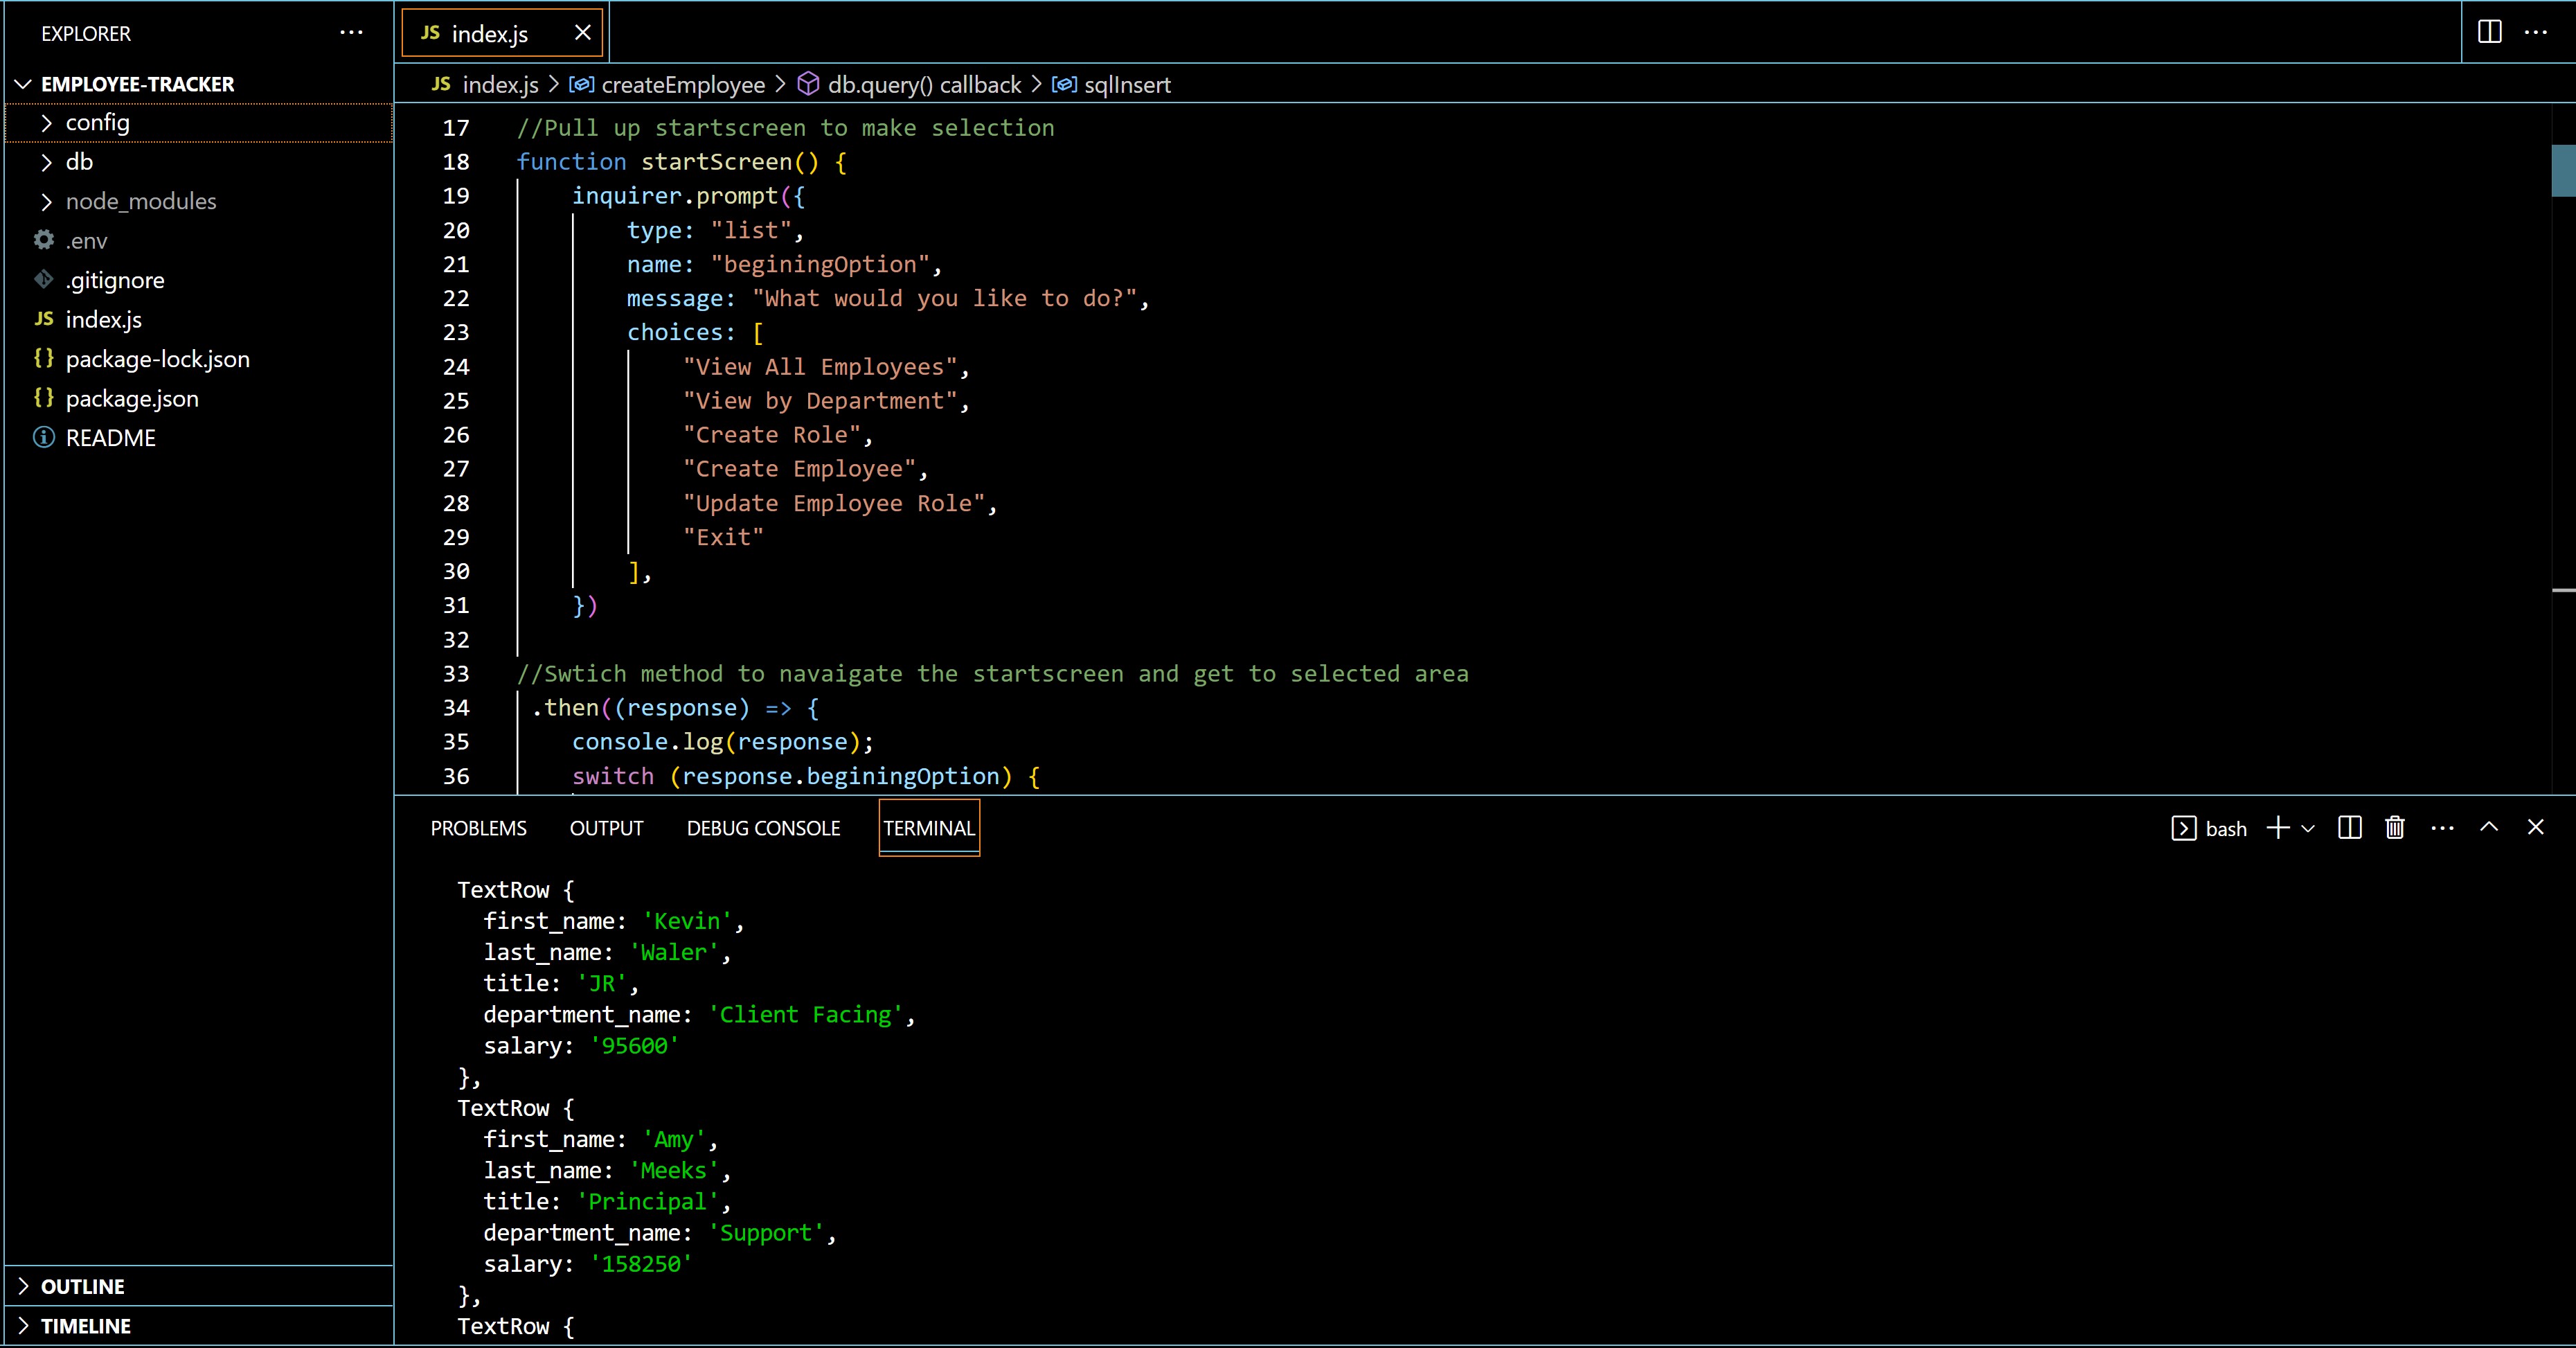 EXPLORER
EMPLOYEE-TRACKER
config
db
node_modules
.env
.gitignore
JS index.js
{} package-lock.json
{} package.json
README
OUTLINE
TIMELINE
JS index.js
JS index.js > createEmployee > db.query() callback > sqlInsert
17 //Pull up startscreen to make selection
18 function startScreen() {
19 inquirer.prompt({
20 type: "list",
21 name: "beginingOption",
22 message: "What would you like to do?",
23 choices: [
24 "View All Employees",
25 "View by Department",
26 "Create Role",
27 "Create Employee",
28 "Update Employee Role",
29 "Exit"
30 ],
31 })
32
33 //Swtich method to navaigate the startscreen and get to selected area
34 .then((response) => {
35 console.log(response);
36 switch (response.beginingOption) {
PROBLEMS OUTPUT DEBUG CONSOLE TERMINAL bash
TextRow {
first_name: 'Kevin',
last_name: 'Waler',
title: 'JR',
department_name: 'Client Facing',
salary: '95600'
},
TextRow {
first_name: 'Amy',
last_name: 'Meeks',
title: 'Principal',
department_name: 'Support',
salary: '158250'
},
TextRow {